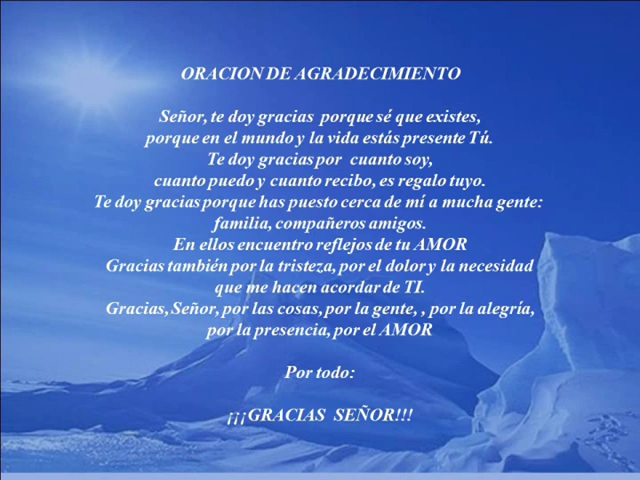 ORACION DE AGRADECIMIENTO
Señor, te doy gracias porque sé que existes,
porque en el mundo y la vida estás presente Tú.
Te doy gracias por cuanto soy,
cuanto puedo y cuanto recibo, es regalo tuyo.
Te doy gracias porque has puesto cerca de mí a mucha gente:
familia, compañeros amigos.
En ellos encuentro reflejos de tu AMOR
Gracias también por la tristeza, por el dolor y la necesidad
que me hacen acordar de TI.
Gracias, Señor, por las cosas, por la gente, , por la alegría,
por la presencia, por el AMOR
Por todo:
¡¡¡GRACIAS SEÑOR!!!